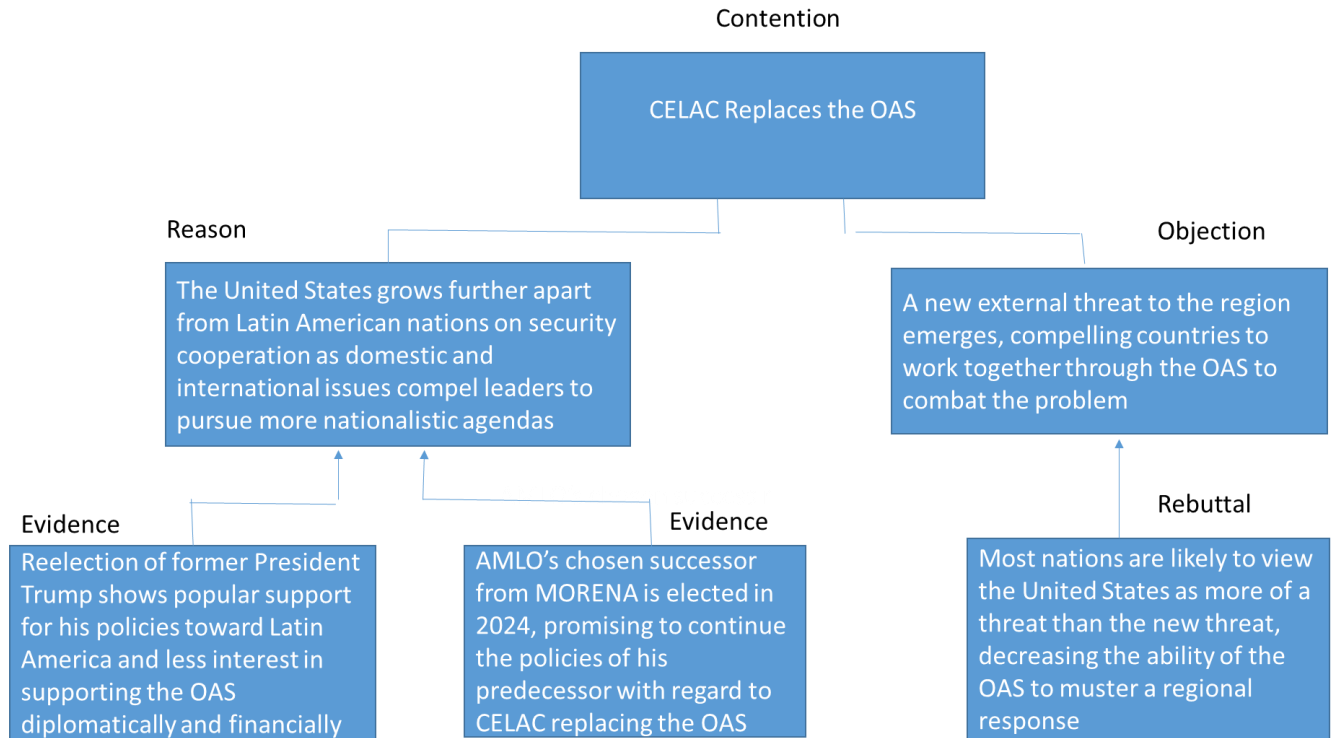 Contention
CELAC Replaces the OAS
Reason
The United States grows further apart
from Latin American nations on security
cooperation as domestic and
international issues compel leaders to
pursue more nationalistic agendas
Objection
A new external threat to the region
emerges, compelling countries to
work together through the OAS to
combat the problem
Evidence
Reelection of former President
Trump shows popular support
for his policies toward Latin
America and less interest in
supporting the OAS
diplomatically and financially
Evidence
AMLO’s chosen successor
from MORENA is elected in
2024, promising to continue
the policies of his
predecessor with regard to
CELAC replacing the OAS
Rebuttal
Most nations are likely to view
the United States as more of a
threat than the new threat,
decreasing the ability of the
OAS to muster a regional
response